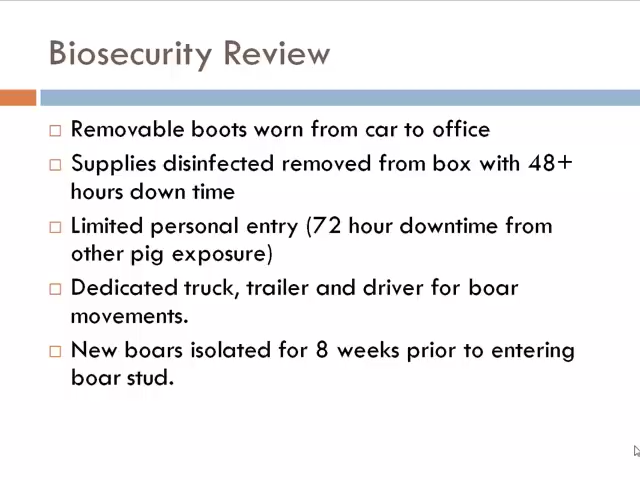 Biosecurity Review
Removable boots worn from car to office
Supplies disinfected removed from box with 48+
hours down time
Limited personal entry (72 hour downtime from
other pig exposure)
Dedicated truck, trailer and driver for boar
movements.
New boars isolated for 8 weeks prior to entering
boar stud.